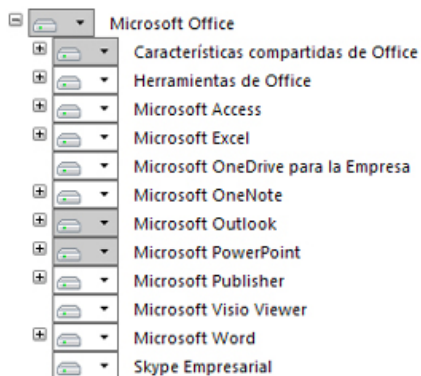 Microsoft Office
Características compartidas de Office
Herramientas de Office
Microsoft Access
Microsoft Excel
Microsoft OneDrive para la Empresa
Microsoft OneNote
Microsoft Outlook
Microsoft PowerPoint
Microsoft Publisher
Microsoft Visio Viewer
Microsoft Word
Skype Empresarial